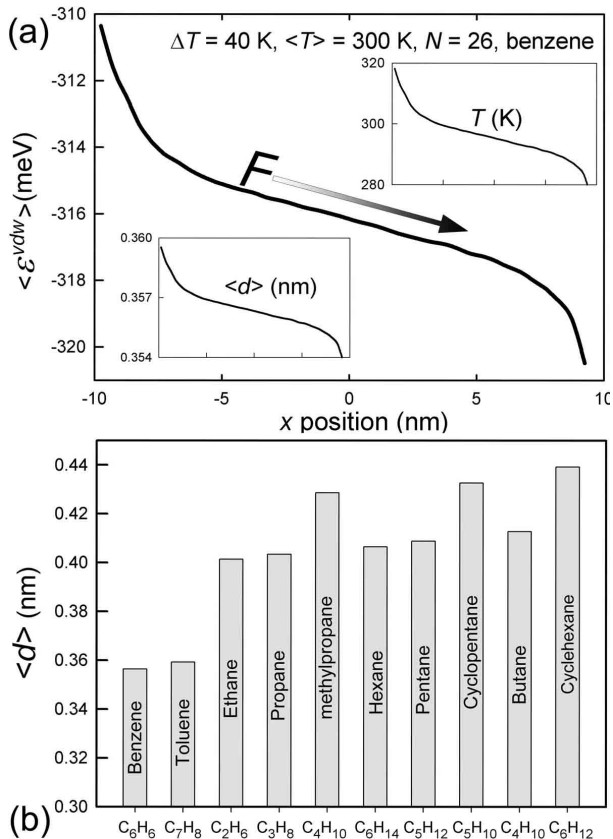 (a)
ΔT = 40 K, <T> = 300 K, N = 26, benzene
<ε^vdw> (meV)
-310
-312
-314
-316
-318
-320
320
300
280
T (K)
F
0.360
0.357
0.354
<d> (nm)
-10 -5 0 5 10
x position (nm)
(b)
<d> (nm)
0.44
0.42
0.40
0.38
0.36
0.34
0.32
0.30
Benzene
Toluene
Ethane
Propane
methylpropane
Hexane
Pentane
Cyclopentane
Butane
Cyclehexane
C₆H₆ C₇H₈ C₂H₆ C₃H₈ C₄H₁₀ C₆H₁₄ C₅H₁₂ C₅H₁₀ C₄H₁₀ C₆H₁₂